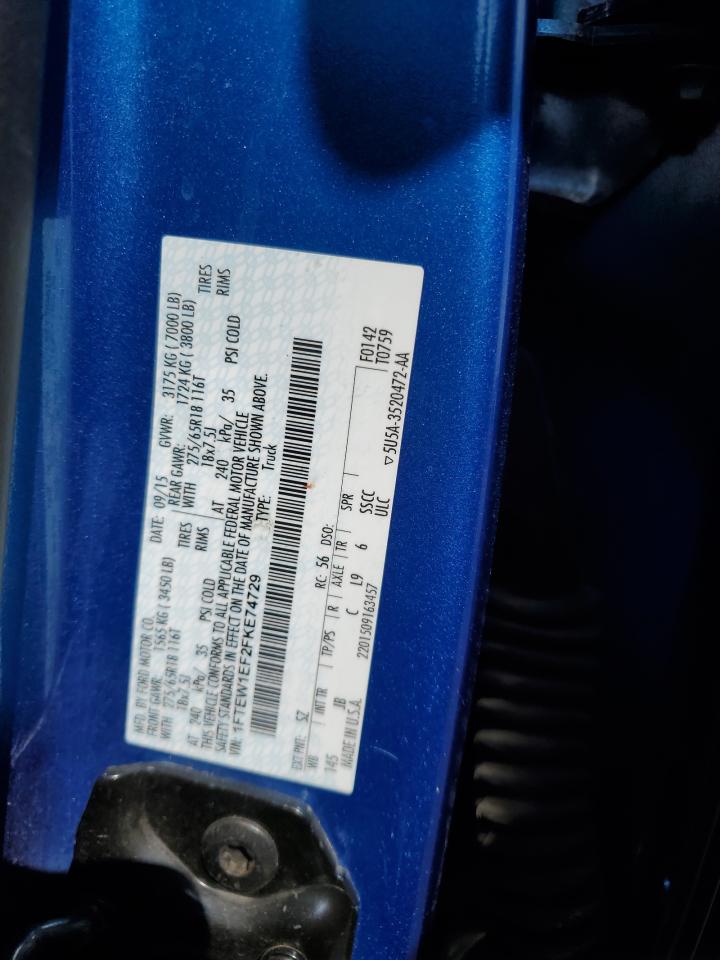 MFD. BY FORD MOTOR CO. DATE: 09/15 GVWR: 3175 KG ( 7000 LB)
FRONT GAWR: 1565 KG ( 3450 LB) REAR GAWR: 1724 KG ( 3800 LB)
WITH 275/65R18 116T TIRES WITH 275/65R18 116T TIRES
18x7.5J RIMS 18x7.5J RIMS
AT 240 kPa/ 35 PSI COLD AT 240 kPa/ 35 PSI COLD
THIS VEHICLE CONFORMS TO ALL APPLICABLE FEDERAL MOTOR VEHICLE
SAFETY STANDARDS IN EFFECT ON THE DATE OF MANUFACTURE SHOWN ABOVE.
VIN: 1FTEW1EF2FKE74729 TYPE: Truck
EXT PNT: SZ RC: 56 DSO:
WB INT TR TP/PS R AXLE TR SPR F0142
145 JB C L9 6 SSCC T0759
MADE IN U.S.A. 2201509163457 ULC ▽5U5A-3520472-AA